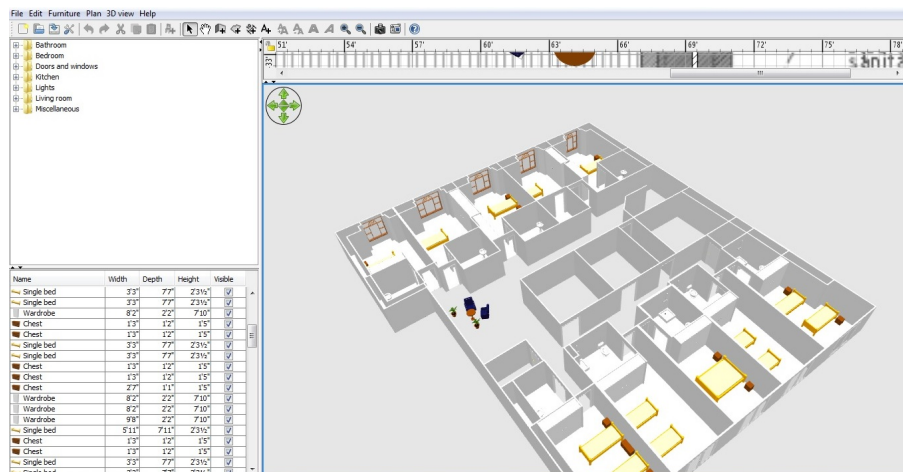 File Edit Furniture Plan 3D view Help
51' 54' 57' 60' 63' 66' 69' 72' 75' 78'
33'
sanita
Bathroom
Bedroom
Doors and windows
Kitchen
Lights
Living room
Miscellaneous
Name Width Depth Height Visible
Single bed 3'3" 7'7" 2'3½"
Single bed 3'3" 7'7" 2'3½"
Wardrobe 8'2" 2'2" 7'10"
Chest 1'3" 1'2" 1'5"
Chest 1'3" 1'2" 1'5"
Single bed 3'3" 7'7" 2'3½"
Single bed 3'3" 7'7" 2'3½"
Chest 1'3" 1'2" 1'5"
Chest 1'3" 1'2" 1'5"
Chest 2'7" 1'1" 1'5"
Wardrobe 8'2" 2'2" 7'10"
Wardrobe 8'2" 2'2" 7'10"
Wardrobe 9'8" 2'2" 7'10"
Single bed 5'11" 7'11" 2'3½"
Chest 1'3" 1'2" 1'5"
Chest 1'3" 1'2" 1'5"
Single bed 3'3" 7'7" 2'3½"
Single bed